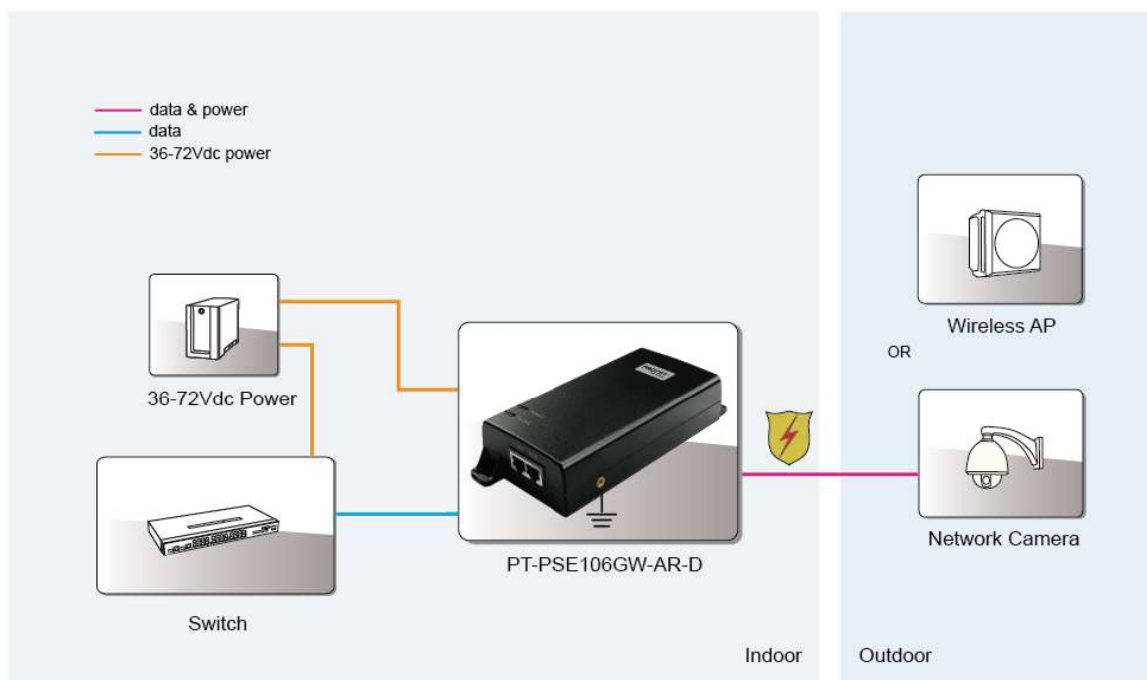 data & power
data
36-72Vdc power
36-72Vdc Power
Switch
PT-PSE106GW-AR-D
Wireless AP
OR
Network Camera
Indoor
Outdoor